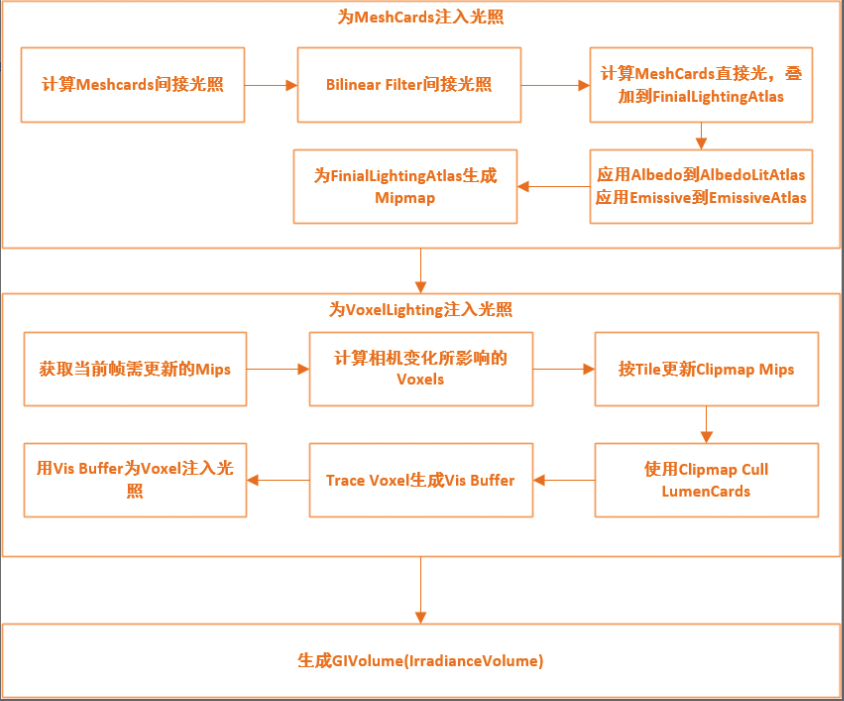 为MeshCards注入光照
计算Meshcards间接光照
Bilinear Filter间接光照
计算MeshCards直接光，叠
加到FinialLightingAtlas
应用Albedo到AlbedoLitAtlas
应用Emissive到EmissiveAtlas
为FinialLightingAtlas生成
Mipmap
为VoxelLighting注入光照
获取当前帧需更新的Mips
计算相机变化所影响的
Voxels
按Tile更新Clipmap Mips
使用Clipmap Cull
LumenCards
Trace Voxel生成Vis Buffer
用Vis Buffer为Voxel注入光
照
生成GIVolume(IrradianceVolume)